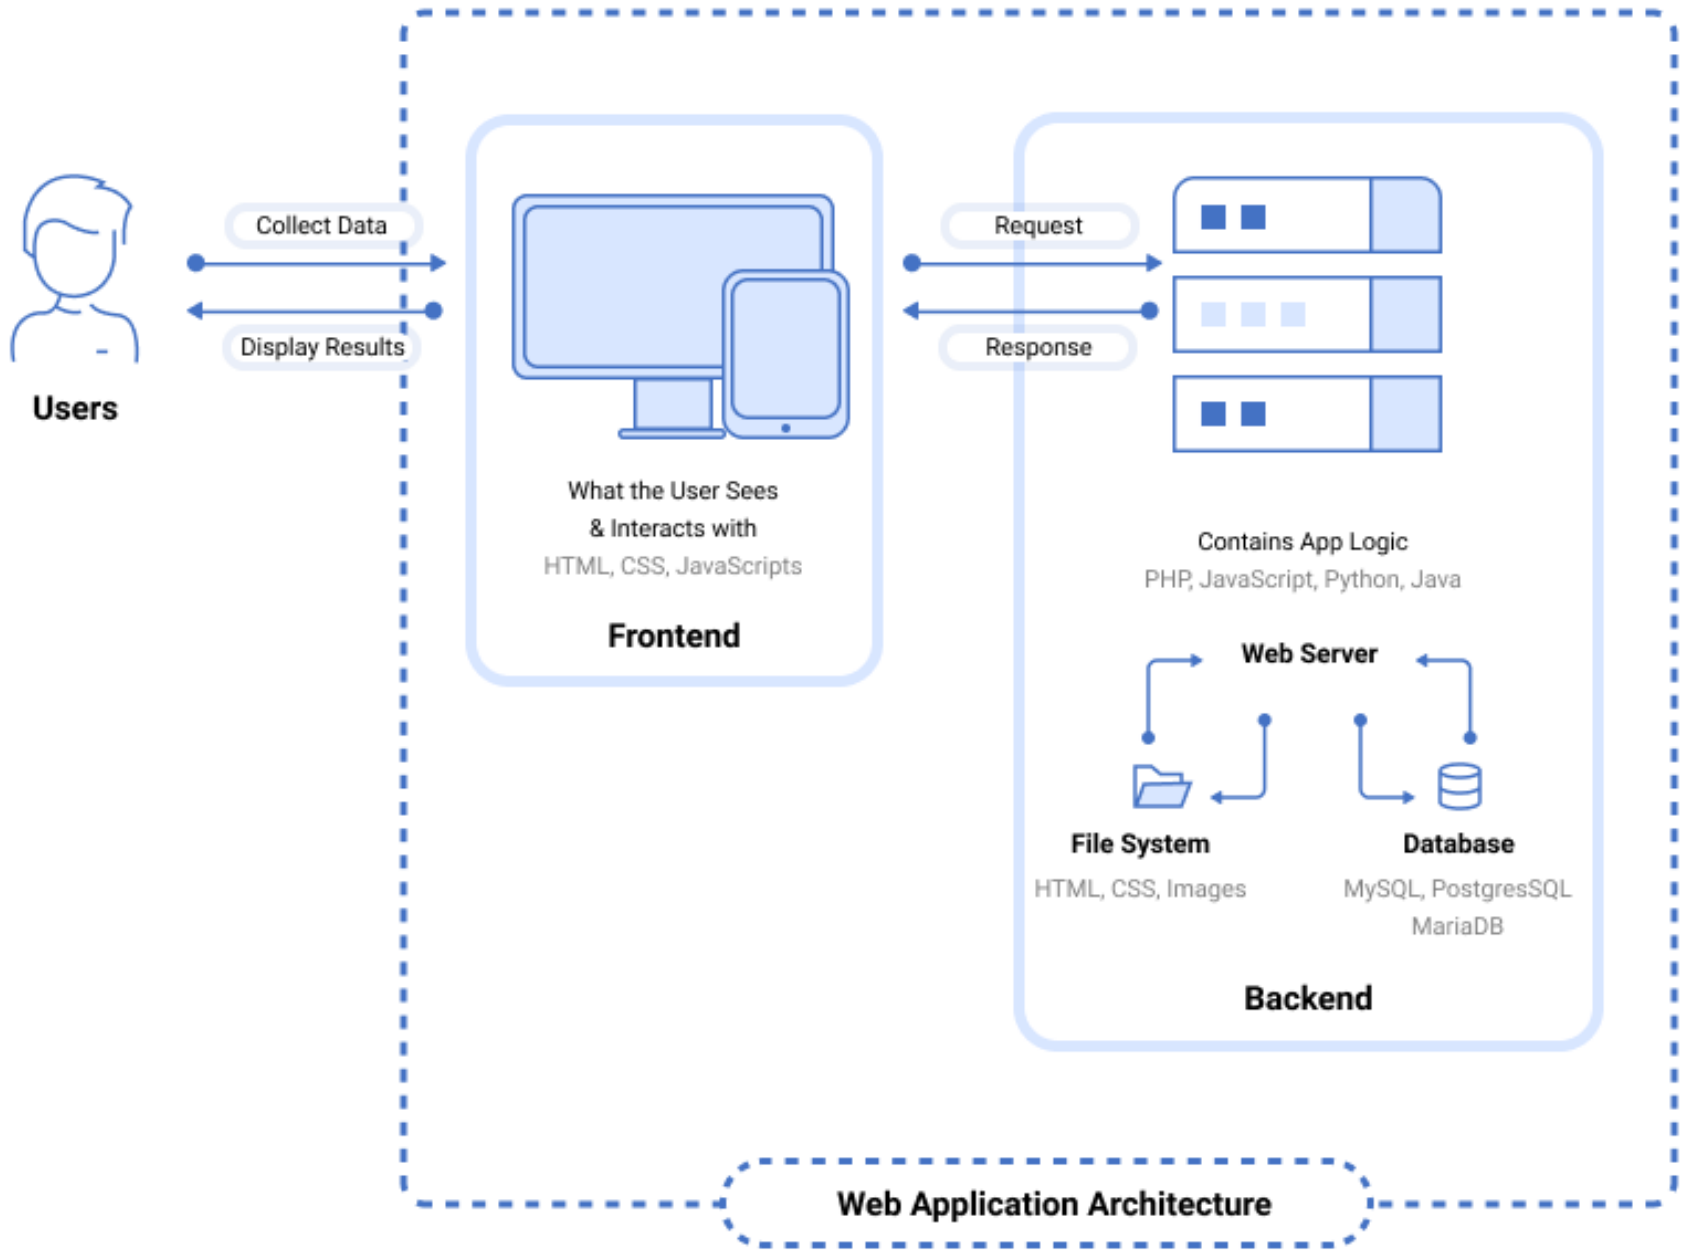 Collect Data
Display Results
Users
What the User Sees
& Interacts with
HTML, CSS, JavaScripts
Frontend
Request
Response
Contains App Logic
PHP, JavaScript, Python, Java
Web Server
File System
HTML, CSS, Images
Database
MySQL, PostgresSQL
MariaDB
Backend
Web Application Architecture